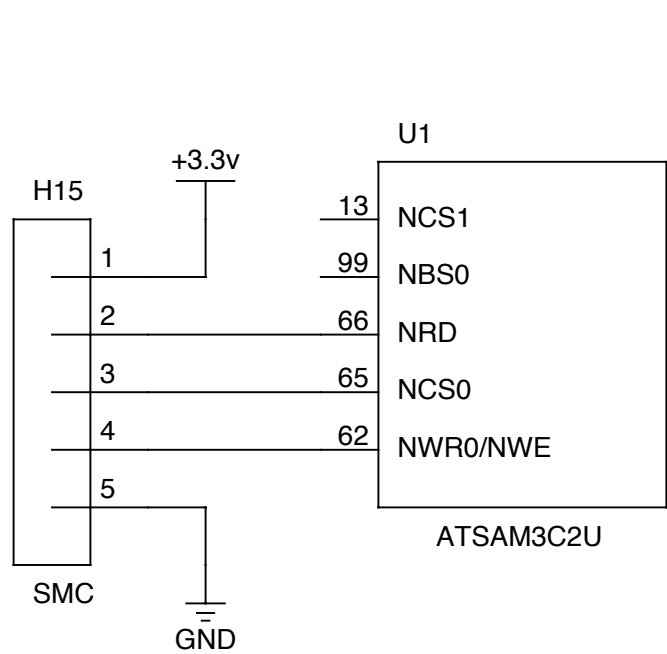 U1
+3.3v
H15
1
13 NCS1
99 NBS0
2
66 NRD
3
65 NCS0
4
62 NWR0/NWE
5
ATSAM3C2U
SMC
GND